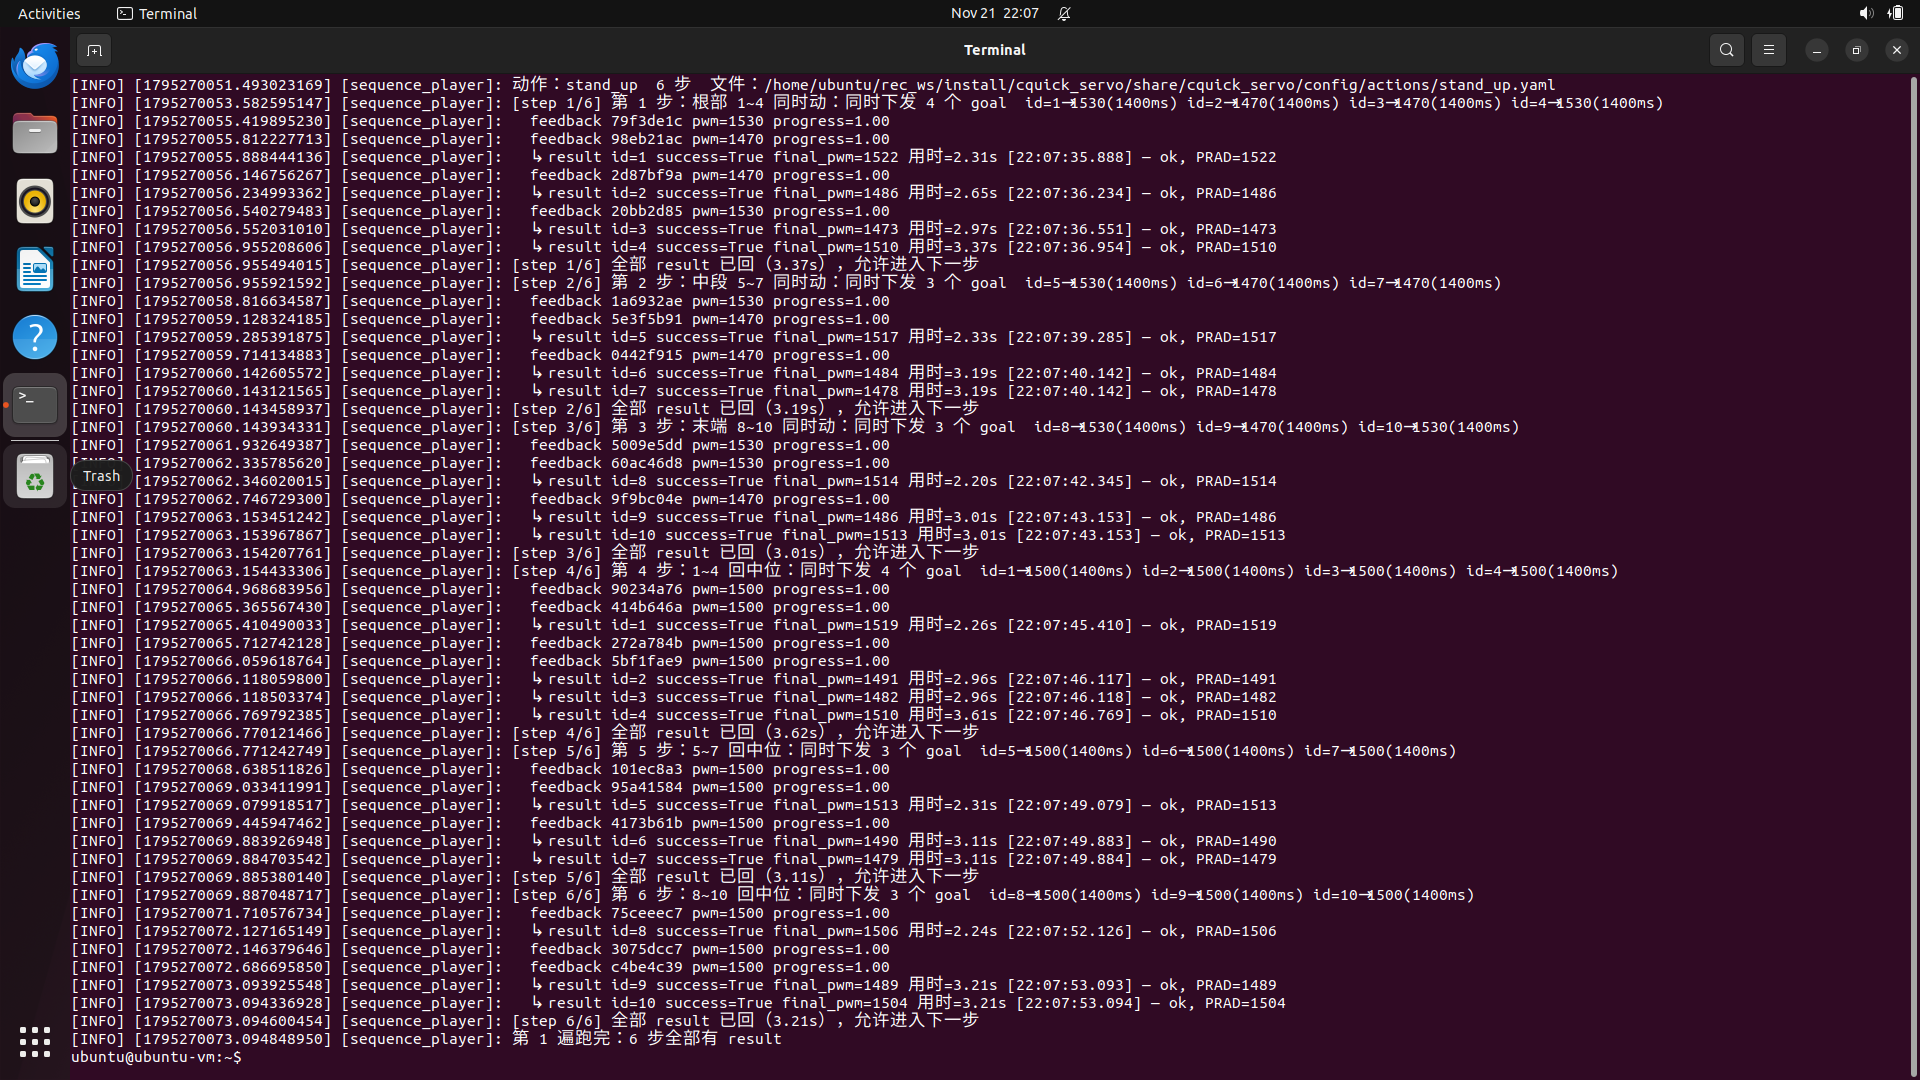 Activities
Terminal
Nov 21 22:07
Terminal
[INFO] [1795270051.493023169] [sequence_player]: 动作：stand_up  6 步  文件：/home/ubuntu/rec_ws/install/cquick_servo/share/cquick_servo/config/actions/stand_up.yaml
[INFO] [1795270053.582595147] [sequence_player]: [step 1/6] 第 1 步：根部 1~4 同时动：同时下发 4 个 goal  id=1→1530(1400ms) id=2→1470(1400ms) id=3→1470(1400ms) id=4→1530(1400ms)
[INFO] [1795270055.419895230] [sequence_player]:   feedback 79f3de1c pwm=1530 progress=1.00
[INFO] [1795270055.812227713] [sequence_player]:   feedback 98eb21ac pwm=1470 progress=1.00
[INFO] [1795270055.888444136] [sequence_player]:   ↳ result id=1 success=True final_pwm=1522 用时=2.31s [22:07:35.888] — ok, PRAD=1522
[INFO] [1795270056.146756267] [sequence_player]:   feedback 2d87bf9a pwm=1470 progress=1.00
[INFO] [1795270056.234993362] [sequence_player]:   ↳ result id=2 success=True final_pwm=1486 用时=2.65s [22:07:36.234] — ok, PRAD=1486
[INFO] [1795270056.540279483] [sequence_player]:   feedback 20bb2d85 pwm=1530 progress=1.00
[INFO] [1795270056.552031010] [sequence_player]:   ↳ result id=3 success=True final_pwm=1473 用时=2.97s [22:07:36.551] — ok, PRAD=1473
[INFO] [1795270056.955208606] [sequence_player]:   ↳ result id=4 success=True final_pwm=1510 用时=3.37s [22:07:36.954] — ok, PRAD=1510
[INFO] [1795270056.955494015] [sequence_player]: [step 1/6] 全部 result 已回（3.37s），允许进入下一步
[INFO] [1795270056.955921592] [sequence_player]: [step 2/6] 第 2 步：中段 5~7 同时动：同时下发 3 个 goal  id=5→1530(1400ms) id=6→1470(1400ms) id=7→1470(1400ms)
[INFO] [1795270058.816634587] [sequence_player]:   feedback 1a6932ae pwm=1530 progress=1.00
[INFO] [1795270059.128324185] [sequence_player]:   feedback 5e3f5b91 pwm=1470 progress=1.00
[INFO] [1795270059.285391875] [sequence_player]:   ↳ result id=5 success=True final_pwm=1517 用时=2.33s [22:07:39.285] — ok, PRAD=1517
[INFO] [1795270059.714134883] [sequence_player]:   feedback 0442f915 pwm=1470 progress=1.00
[INFO] [1795270060.142605572] [sequence_player]:   ↳ result id=6 success=True final_pwm=1484 用时=3.19s [22:07:40.142] — ok, PRAD=1484
[INFO] [1795270060.143121565] [sequence_player]:   ↳ result id=7 success=True final_pwm=1478 用时=3.19s [22:07:40.142] — ok, PRAD=1478
[INFO] [1795270060.143458937] [sequence_player]: [step 2/6] 全部 result 已回（3.19s），允许进入下一步
[INFO] [1795270060.143934331] [sequence_player]: [step 3/6] 第 3 步：末端 8~10 同时动：同时下发 3 个 goal  id=8→1530(1400ms) id=9→1470(1400ms) id=10→1530(1400ms)
[INFO] [1795270061.932649387] [sequence_player]:   feedback 5009e5dd pwm=1530 progress=1.00
[1795270062.335785620] [sequence_player]:   feedback 60ac46d8 pwm=1530 progress=1.00
Trash
[1795270062.346020015] [sequence_player]:   ↳ result id=8 success=True final_pwm=1514 用时=2.20s [22:07:42.345] — ok, PRAD=1514
[INFO] [1795270062.746729300] [sequence_player]:   feedback 9f9bc04e pwm=1470 progress=1.00
[INFO] [1795270063.153451242] [sequence_player]:   ↳ result id=9 success=True final_pwm=1486 用时=3.01s [22:07:43.153] — ok, PRAD=1486
[INFO] [1795270063.153967867] [sequence_player]:   ↳ result id=10 success=True final_pwm=1513 用时=3.01s [22:07:43.153] — ok, PRAD=1513
[INFO] [1795270063.154207761] [sequence_player]: [step 3/6] 全部 result 已回（3.01s），允许进入下一步
[INFO] [1795270063.154433306] [sequence_player]: [step 4/6] 第 4 步：1~4 回中位：同时下发 4 个 goal  id=1→1500(1400ms) id=2→1500(1400ms) id=3→1500(1400ms) id=4→1500(1400ms)
[INFO] [1795270064.968683956] [sequence_player]:   feedback 90234a76 pwm=1500 progress=1.00
[INFO] [1795270065.365567430] [sequence_player]:   feedback 414b646a pwm=1500 progress=1.00
[INFO] [1795270065.410490033] [sequence_player]:   ↳ result id=1 success=True final_pwm=1519 用时=2.26s [22:07:45.410] — ok, PRAD=1519
[INFO] [1795270065.712742128] [sequence_player]:   feedback 272a784b pwm=1500 progress=1.00
[INFO] [1795270066.059618764] [sequence_player]:   feedback 5bf1fae9 pwm=1500 progress=1.00
[INFO] [1795270066.118059800] [sequence_player]:   ↳ result id=2 success=True final_pwm=1491 用时=2.96s [22:07:46.117] — ok, PRAD=1491
[INFO] [1795270066.118503374] [sequence_player]:   ↳ result id=3 success=True final_pwm=1482 用时=2.96s [22:07:46.118] — ok, PRAD=1482
[INFO] [1795270066.769792385] [sequence_player]:   ↳ result id=4 success=True final_pwm=1510 用时=3.61s [22:07:46.769] — ok, PRAD=1510
[INFO] [1795270066.770121466] [sequence_player]: [step 4/6] 全部 result 已回（3.62s），允许进入下一步
[INFO] [1795270066.771242749] [sequence_player]: [step 5/6] 第 5 步：5~7 回中位：同时下发 3 个 goal  id=5→1500(1400ms) id=6→1500(1400ms) id=7→1500(1400ms)
[INFO] [1795270068.638511826] [sequence_player]:   feedback 101ec8a3 pwm=1500 progress=1.00
[INFO] [1795270069.033411991] [sequence_player]:   feedback 95a41584 pwm=1500 progress=1.00
[INFO] [1795270069.079918517] [sequence_player]:   ↳ result id=5 success=True final_pwm=1513 用时=2.31s [22:07:49.079] — ok, PRAD=1513
[INFO] [1795270069.445947462] [sequence_player]:   feedback 4173b61b pwm=1500 progress=1.00
[INFO] [1795270069.883926948] [sequence_player]:   ↳ result id=6 success=True final_pwm=1490 用时=3.11s [22:07:49.883] — ok, PRAD=1490
[INFO] [1795270069.884703542] [sequence_player]:   ↳ result id=7 success=True final_pwm=1479 用时=3.11s [22:07:49.884] — ok, PRAD=1479
[INFO] [1795270069.885380140] [sequence_player]: [step 5/6] 全部 result 已回（3.11s），允许进入下一步
[INFO] [1795270069.887048717] [sequence_player]: [step 6/6] 第 6 步：8~10 回中位：同时下发 3 个 goal  id=8→1500(1400ms) id=9→1500(1400ms) id=10→1500(1400ms)
[INFO] [1795270071.710576734] [sequence_player]:   feedback 75ceeec7 pwm=1500 progress=1.00
[INFO] [1795270072.127165149] [sequence_player]:   ↳ result id=8 success=True final_pwm=1506 用时=2.24s [22:07:52.126] — ok, PRAD=1506
[INFO] [1795270072.146379646] [sequence_player]:   feedback 3075dcc7 pwm=1500 progress=1.00
[INFO] [1795270072.686695850] [sequence_player]:   feedback c4be4c39 pwm=1500 progress=1.00
[INFO] [1795270073.093925548] [sequence_player]:   ↳ result id=9 success=True final_pwm=1489 用时=3.21s [22:07:53.093] — ok, PRAD=1489
[INFO] [1795270073.094336928] [sequence_player]:   ↳ result id=10 success=True final_pwm=1504 用时=3.21s [22:07:53.094] — ok, PRAD=1504
[INFO] [1795270073.094600454] [sequence_player]: [step 6/6] 全部 result 已回（3.21s），允许进入下一步
[INFO] [1795270073.094848950] [sequence_player]: 第 1 遍跑完：6 步全部有 result
ubuntu@ubuntu-vm:~$